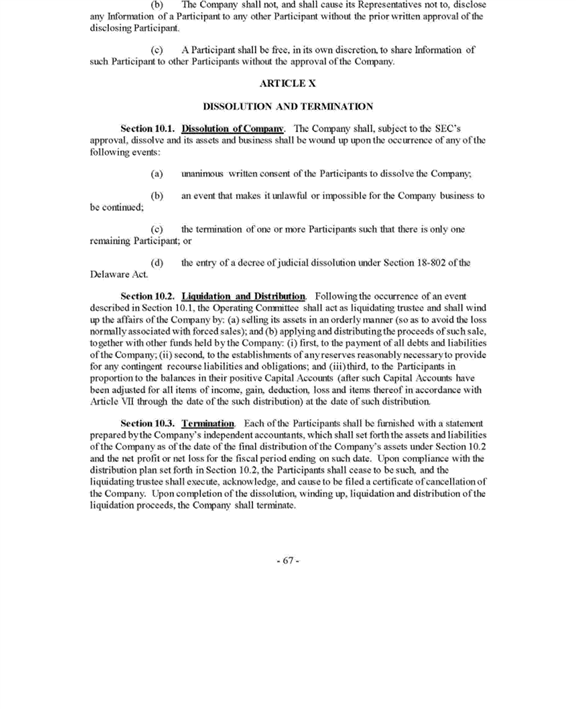 (b) The Company shall not, and shall cause its Representatives not to, disclose
any Information of a Participant to any other Participant without the prior written approval of the
disclosing Participant.
(c) A Participant shall be free, in its own discretion, to share Information of
such Participant to other Participants without the approval of the Company.
ARTICLE X
DISSOLUTION AND TERMINATION
Section 10.1. Dissolution of Company. The Company shall, subject to the SEC's
approval, dissolve and its assets and business shall be wound up upon the occurrence of any of the
following events:
(a) unanimous written consent of the Participants to dissolve the Company;
(b) an event that makes it unlawful or impossible for the Company business to
be continued;
(c) the termination of one or more Participants such that there is only one
remaining Participant; or
(d) the entry of a decree of judicial dissolution under Section 18-802 of the
Delaware Act.
Section 10.2. Liquidation and Distribution. Following the occurrence of an event
described in Section 10.1, the Operating Committee shall act as liquidating trustee and shall wind
up the affairs of the Company by: (a) selling its assets in an orderly manner (so as to avoid the loss
normally associated with forced sales); and (b) applying and distributing the proceeds of such sale,
together with other funds held by the Company: (i) first, to the payment of all debts and liabilities
of the Company; (ii) second, to the establishments of any reserves reasonably necessary to provide
for any contingent recourse liabilities and obligations; and (iii) third, to the Participants in
proportion to the balances in their positive Capital Accounts (after such Capital Accounts have
been adjusted for all items of income, gain, deduction, loss and items thereof in accordance with
Article VII through the date of the such distribution) at the date of such distribution.
Section 10.3. Termination. Each of the Participants shall be furnished with a statement
prepared by the Company's independent accountants, which shall set forth the assets and liabilities
of the Company as of the date of the final distribution of the Company's assets under Section 10.2
and the net profit or net loss for the fiscal period ending on such date. Upon compliance with the
distribution plan set forth in Section 10.2, the Participants shall cease to be such, and the
liquidating trustee shall execute, acknowledge, and cause to be filed a certificate of cancellation of
the Company. Upon completion of the dissolution, winding up, liquidation and distribution of the
liquidation proceeds, the Company shall terminate.
- 67 -